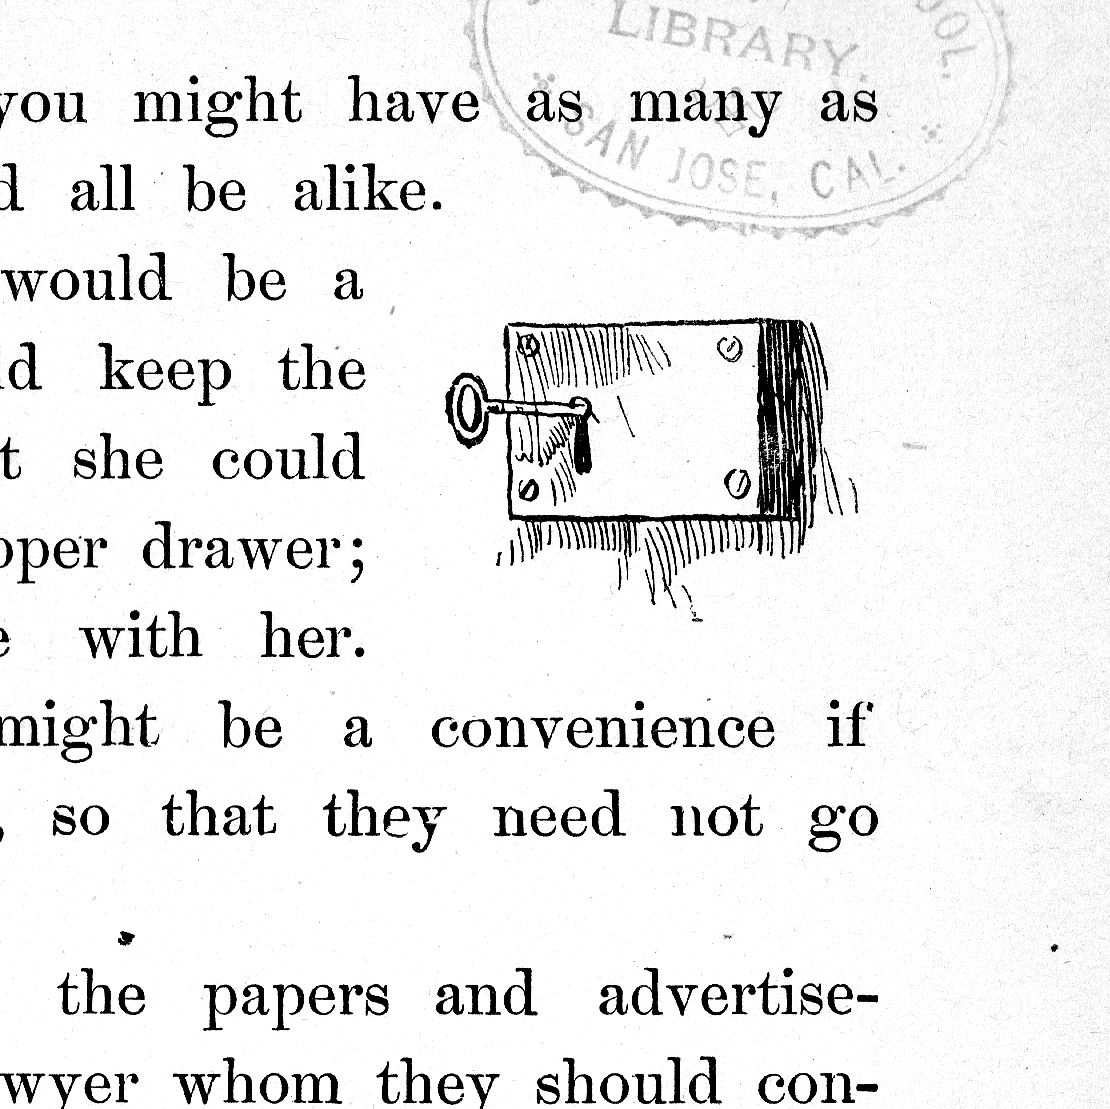 LIBRARY.
SAN JOSE, CAL.
you might have as many as
all be alike.
would be a
keep the
she could
drawer;
with her.
might be a convenience if
, so that they need not go
the papers and advertise-
whom they should con-